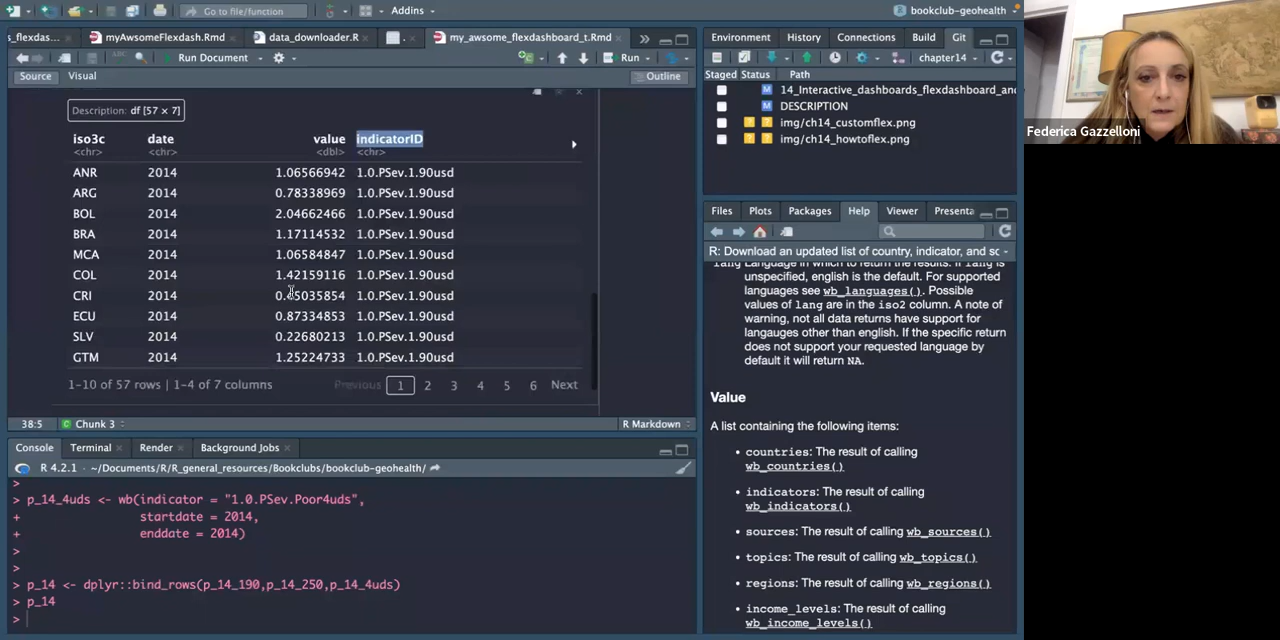 Go to file/function
Addins
bookclub-geohealth
s_flexdas...
myAwsomeFlexdash.Rmd
data_downloader.R
my_awsome_flexdashboard_t.Rmd
Run Document
Run
Source
Visual
Outline
Description: df [57 × 7]
iso3c date value indicatorID
<chr> <chr> <dbl> <chr>
ANR 2014 1.06566942 1.0.PSev.1.90usd
ARG 2014 0.78338969 1.0.PSev.1.90usd
BOL 2014 2.04662466 1.0.PSev.1.90usd
BRA 2014 1.17114532 1.0.PSev.1.90usd
MCA 2014 1.06584847 1.0.PSev.1.90usd
COL 2014 1.42159116 1.0.PSev.1.90usd
CRI 2014 0.45035854 1.0.PSev.1.90usd
ECU 2014 0.87334853 1.0.PSev.1.90usd
SLV 2014 0.22680213 1.0.PSev.1.90usd
GTM 2014 1.25224733 1.0.PSev.1.90usd
1-10 of 57 rows | 1-4 of 7 columns
Previous 1 2 3 4 5 6 Next
38:5 Chunk 3 R Markdown
Console Terminal Render Background Jobs
R 4.2.1 · ~/Documents/R/R_general_resources/Bookclubs/bookclub-geohealth/
>
> p_14_4uds <- wb(indicator = "1.0.PSev.Poor4uds",
+ startdate = 2014,
+ enddate = 2014)
>
>
> p_14 <- dplyr::bind_rows(p_14_190,p_14_250,p_14_4uds)
> p_14
>
Environment History Connections Build Git
chapter14
Staged Status Path
M 14_Interactive_dashboards_flexdashboard_an
M DESCRIPTION
? ? img/ch14_customflex.png
? ? img/ch14_howtoflex.png
Files Plots Packages Help Viewer Presenta
R: Download an updated list of country, indicator, and sc
lang Language in which to return the results. If lang is
unspecified, english is the default. For supported
languages see wb_languages(). Possible
values of lang are in the iso2 column. A note of
warning, not all data returns have support for
langauges other than english. If the specific return
does not support your requested language by
default it will return NA.
Value
A list containing the following items:
• countries: The result of calling
wb_countries()
• indicators: The result of calling
wb_indicators()
• sources: The result of calling wb_sources()
• topics: The result of calling wb_topics()
• regions: The result of calling wb_regions()
• income_levels: The result of calling
wb_income_levels()
Federica Gazzelloni